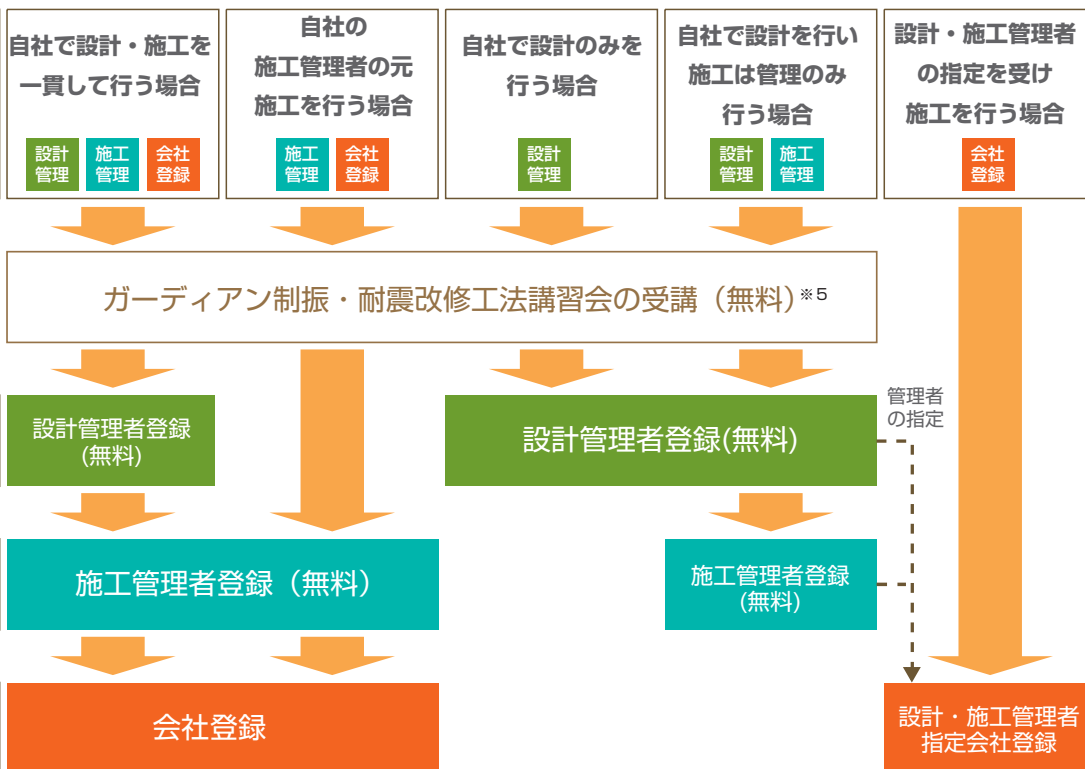 自社で設計・施工を
一貫して行う場合
設計
管理
施工
管理
会社
登録
自社の
施工管理者の元
施工を行う場合
施工
管理
会社
登録
自社で設計のみを
行う場合
設計
管理
自社で設計を行い
施工は管理のみ
行う場合
設計
管理
施工
管理
設計・施工管理者
の指定を受け
施工を行う場合
会社
登録
ガーディアン制振・耐震改修工法講習会の受講（無料）※5
設計管理者登録
(無料)
設計管理者登録(無料)
管理者
の指定
施工管理者登録（無料）
施工管理者登録
(無料)
会社登録
設計・施工管理者
指定会社登録